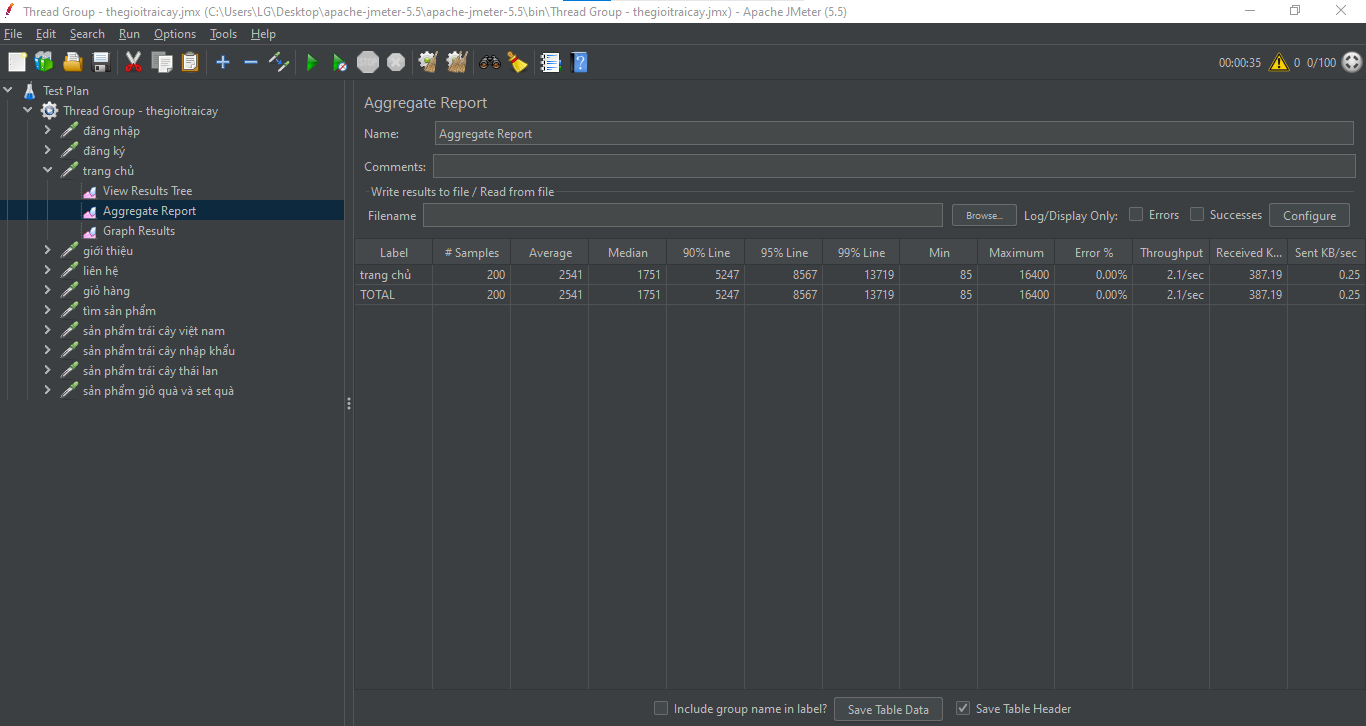 Thread Group - thegioitraicay.jmx (C:\Users\LG\Desktop\apache-jmeter-5.5\apache-jmeter-5.5\bin\Thread Group - thegioitraicay.jmx) - Apache JMeter (5.5)
File Edit Search Run Options Tools Help
STOP 00:00:35 0 0/100
Test Plan
Thread Group - thegioitraicay
đăng nhập
đăng ký
trang chủ
View Results Tree
Aggregate Report
Graph Results
giới thiệu
liên hệ
giỏ hàng
tìm sản phẩm
sản phẩm trái cây việt nam
sản phẩm trái cây nhập khẩu
sản phẩm trái cây thái lan
sản phẩm giỏ quà và set quà
Aggregate Report
Name: Aggregate Report
Comments:
Write results to file / Read from file
Filename Browse... Log/Display Only: Errors Successes Configure
Label # Samples Average Median 90% Line 95% Line 99% Line Min Maximum Error % Throughput Received K... Sent KB/sec
trang chủ 200 2541 1751 5247 8567 13719 85 16400 0.00% 2.1/sec 387.19 0.25
TOTAL 200 2541 1751 5247 8567 13719 85 16400 0.00% 2.1/sec 387.19 0.25
Include group name in label? Save Table Data Save Table Header